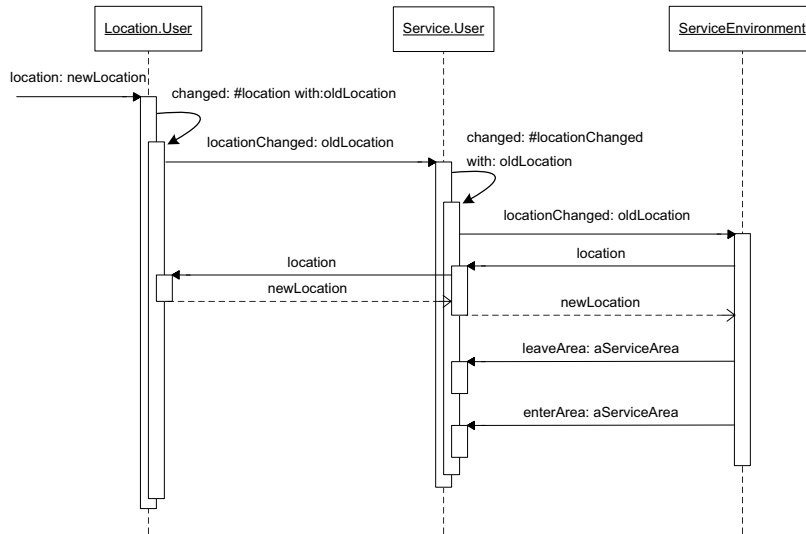 Location.User
Service.User
ServiceEnvironment
location: newLocation
changed: #location with:oldLocation
locationChanged: oldLocation
changed: #locationChanged
with: oldLocation
locationChanged: oldLocation
location
location
newLocation
newLocation
leaveArea: aServiceArea
enterArea: aServiceArea